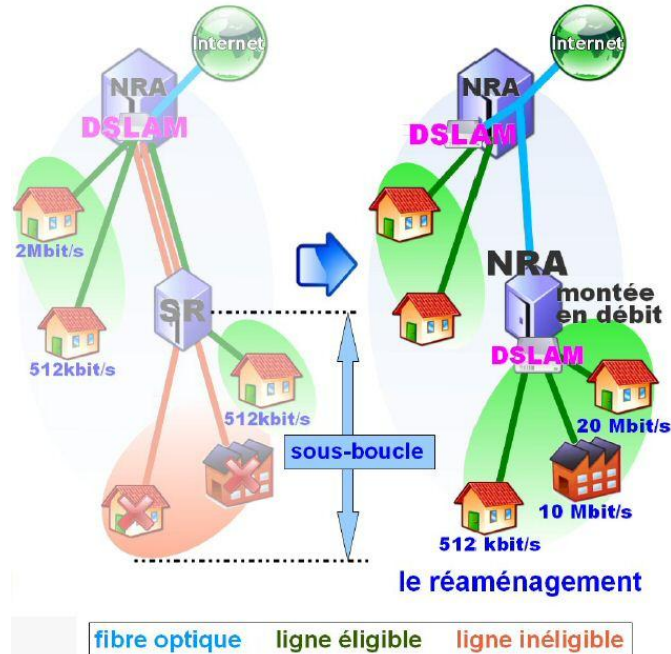 Internet
NRA
DSLAM
2Mbit/s
512kbit/s
SR
512kbit/s
sous-boucle
Internet
NRA
DSLAM
NRA
montée
en débit
DSLAM
20 Mbit/s
10 Mbit/s
512 kbit/s
le réaménagement
fibre optique ligne éligible ligne inéligible